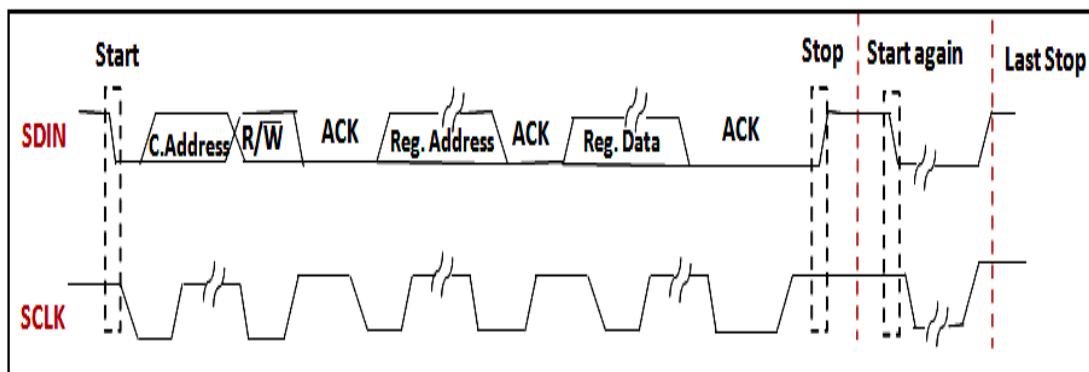 Start
Stop
Start again
Last Stop
SDIN
C.Address
R/W̅
ACK
Reg. Address
ACK
Reg. Data
ACK
SCLK